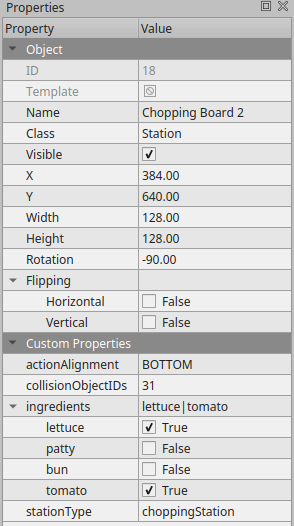 Properties
Property Value
Object
ID 18
Template
Name Chopping Board 2
Class Station
Visible
X 384.00
Y 640.00
Width 128.00
Height 128.00
Rotation -90.00
Flipping
Horizontal False
Vertical False
Custom Properties
actionAlignment BOTTOM
collisionObjectIDs 31
ingredients lettuce|tomato
lettuce True
patty False
bun False
tomato True
stationType choppingStation